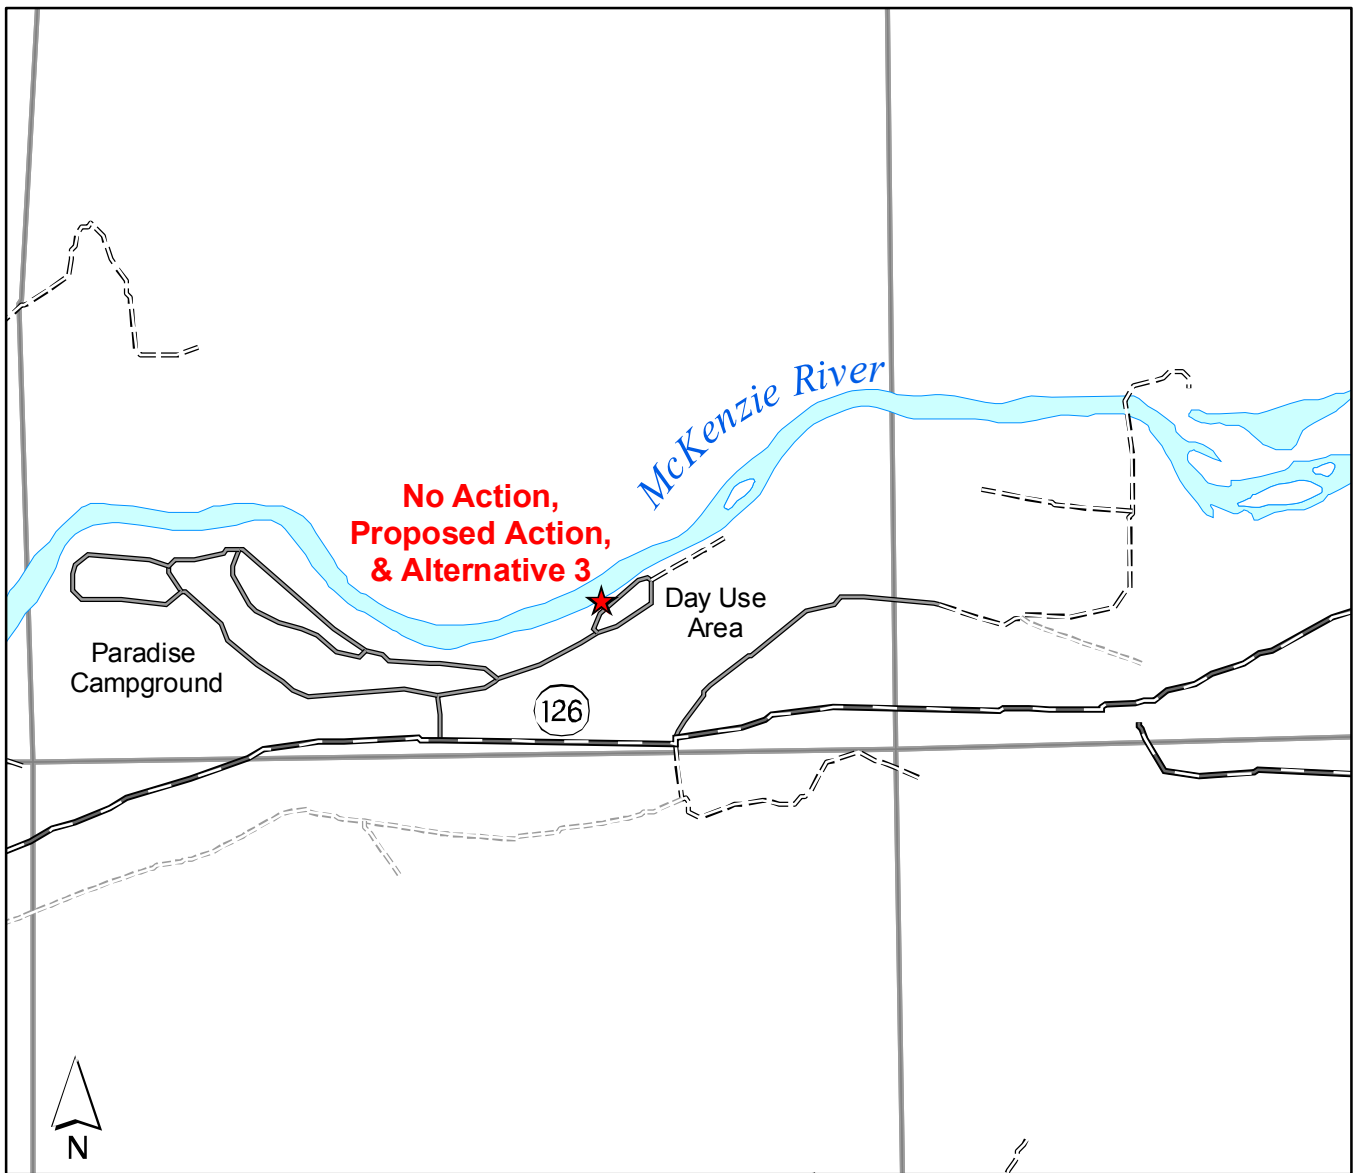 McKenzie River
No Action,
Proposed Action,
& Alternative 3
Day Use
Area
Paradise
Campground
126
N